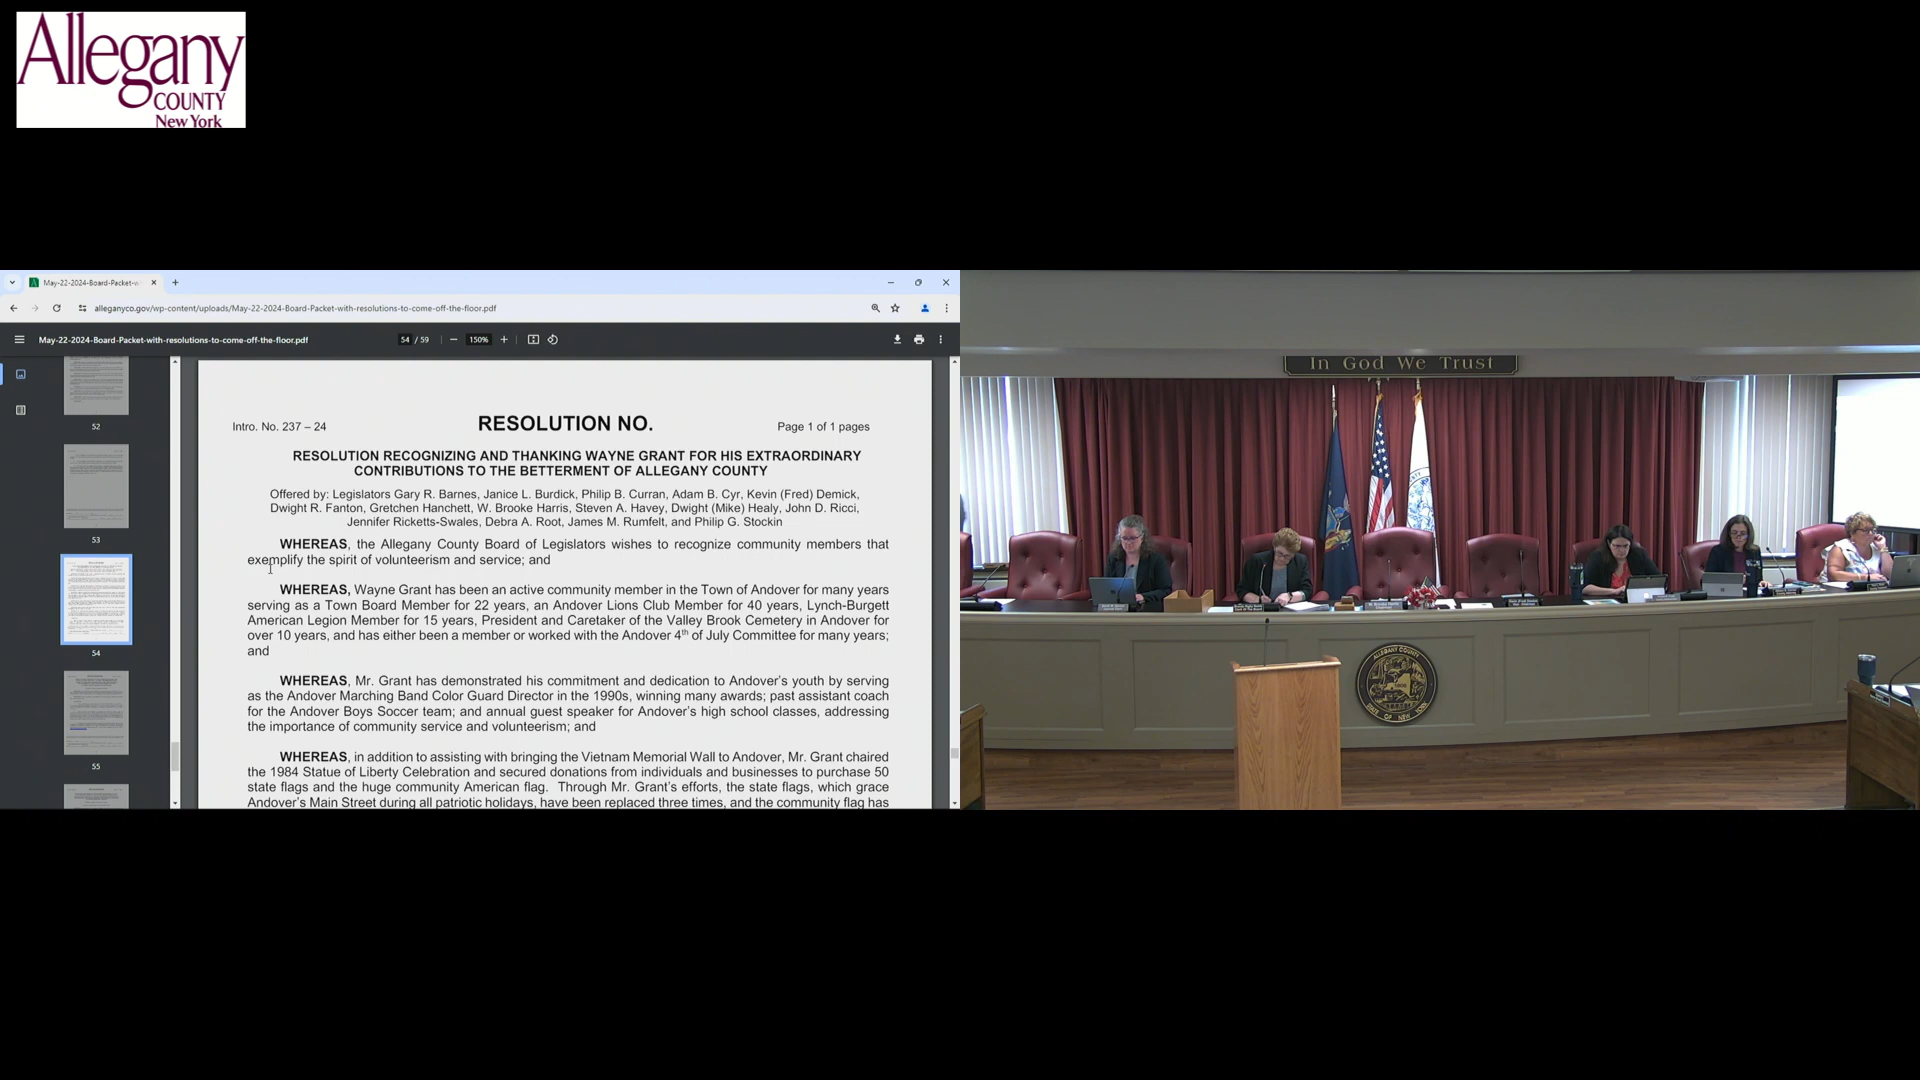 Allegany
COUNTY
New York
May-22-2024-Board-Packet-w
alleganyco.gov/wp-content/uploads/May-22-2024-Board-Packet-with-resolutions-to-come-off-the-floor.pdf
May-22-2024-Board-Packet-with-resolutions-to-come-off-the-floor.pdf
54 / 59
150%
52
53
54
55
Intro. No. 237 – 24
RESOLUTION NO.
Page 1 of 1 pages
RESOLUTION RECOGNIZING AND THANKING WAYNE GRANT FOR HIS EXTRAORDINARY
CONTRIBUTIONS TO THE BETTERMENT OF ALLEGANY COUNTY
Offered by: Legislators Gary R. Barnes, Janice L. Burdick, Philip B. Curran, Adam B. Cyr, Kevin (Fred) Demick,
Dwight R. Fanton, Gretchen Hanchett, W. Brooke Harris, Steven A. Havey, Dwight (Mike) Healy, John D. Ricci,
Jennifer Ricketts-Swales, Debra A. Root, James M. Rumfelt, and Philip G. Stockin
WHEREAS, the Allegany County Board of Legislators wishes to recognize community members that
exemplify the spirit of volunteerism and service; and
WHEREAS, Wayne Grant has been an active community member in the Town of Andover for many years
serving as a Town Board Member for 22 years, an Andover Lions Club Member for 40 years, Lynch-Burgett
American Legion Member for 15 years, President and Caretaker of the Valley Brook Cemetery in Andover for
over 10 years, and has either been a member or worked with the Andover 4th of July Committee for many years;
and
WHEREAS, Mr. Grant has demonstrated his commitment and dedication to Andover's youth by serving
as the Andover Marching Band Color Guard Director in the 1990s, winning many awards; past assistant coach
for the Andover Boys Soccer team; and annual guest speaker for Andover's high school classes, addressing
the importance of community service and volunteerism; and
WHEREAS, in addition to assisting with bringing the Vietnam Memorial Wall to Andover, Mr. Grant chaired
the 1984 Statue of Liberty Celebration and secured donations from individuals and businesses to purchase 50
state flags and the huge community American flag.  Through Mr. Grant's efforts, the state flags, which grace
Andover's Main Street during all patriotic holidays, have been replaced three times, and the community flag has
In God We Trust
ALLEGANY COUNTY
STATE OF NEW YORK